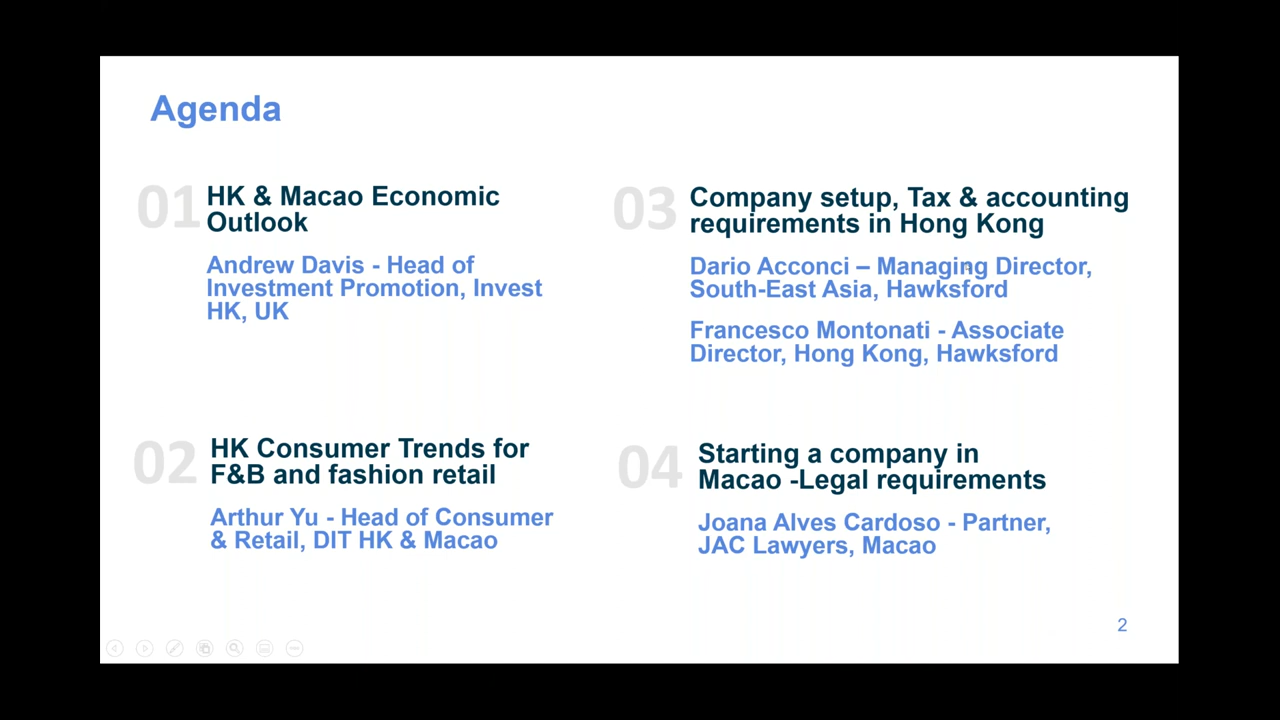 Agenda
01
HK & Macao Economic
Outlook
Andrew Davis - Head of
Investment Promotion, Invest
HK, UK
02
HK Consumer Trends for
F&B and fashion retail
Arthur Yu - Head of Consumer
& Retail, DIT HK & Macao
03
Company setup, Tax & accounting
requirements in Hong Kong
Dario Acconci – Managing Director,
South-East Asia, Hawksford
Francesco Montonati - Associate
Director, Hong Kong, Hawksford
04
Starting a company in
Macao -Legal requirements
Joana Alves Cardoso - Partner,
JAC Lawyers, Macao
2